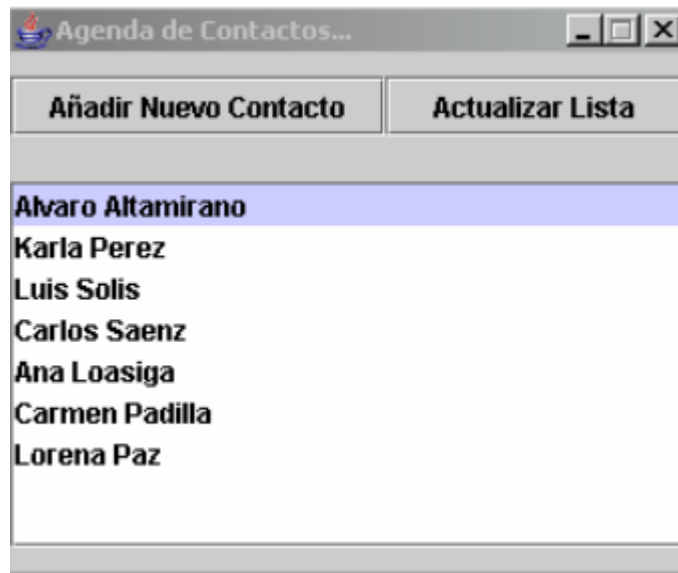 Agenda de Contactos...
Añadir Nuevo Contacto Actualizar Lista
Alvaro Altamirano
Karla Perez
Luis Solis
Carlos Saenz
Ana Loasiga
Carmen Padilla
Lorena Paz